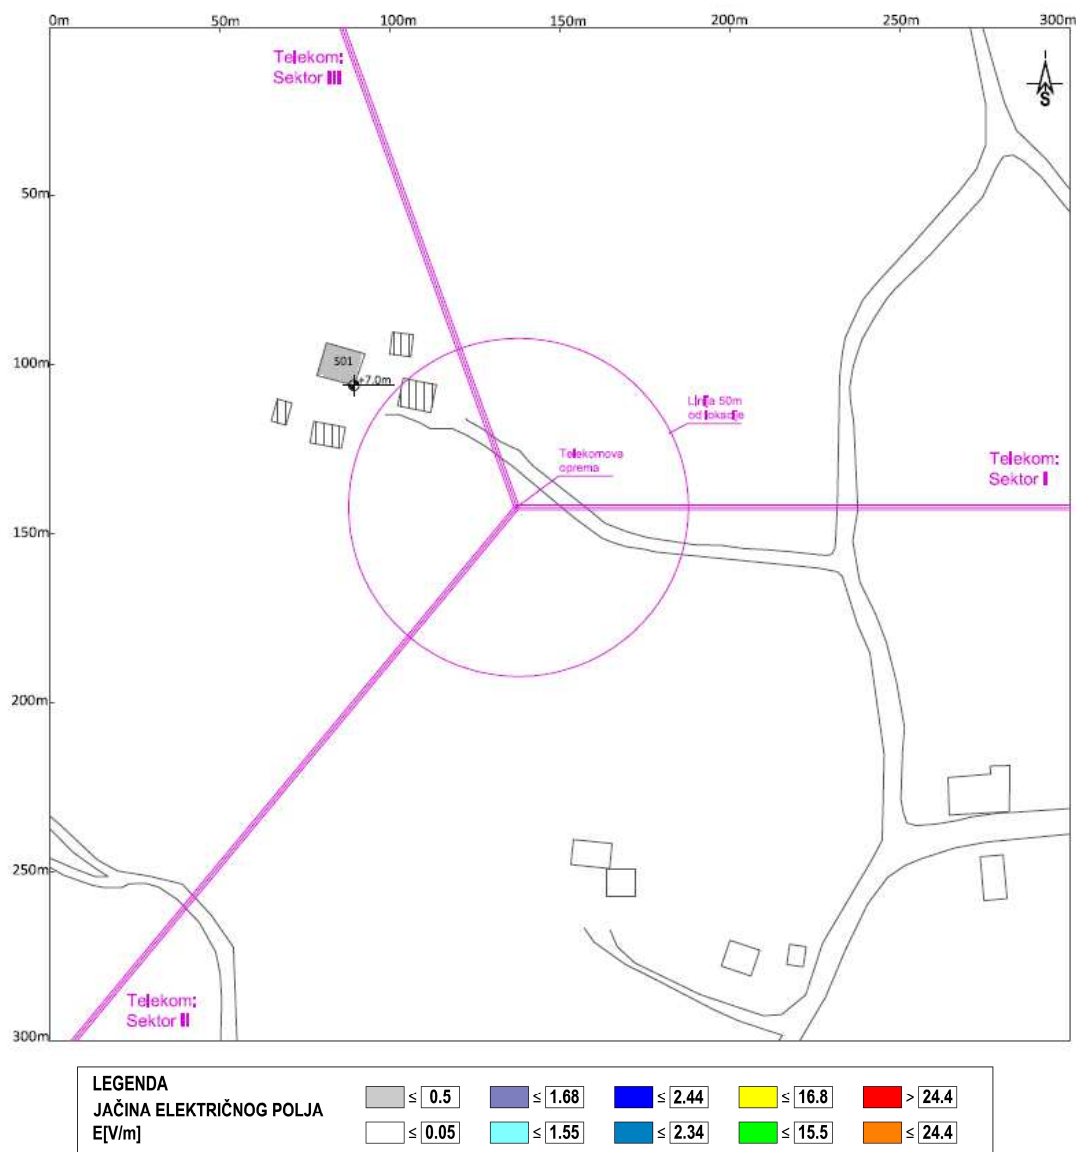 0m 50m 100m 150m 200m 250m 300m
Telekom:
Sektor III
S
50m
100m
S01
+7.0m
Linija 50m
od lokacije
Telekomova
oprema
Telekom:
Sektor I
150m
200m
250m
Telekom:
Sektor II
300m
LEGENDA
JAČINA ELEKTRIČNOG POLJA
E[V/m]
≤ 0.5 ≤ 1.68 ≤ 2.44 ≤ 16.8 > 24.4
≤ 0.05 ≤ 1.55 ≤ 2.34 ≤ 15.5 ≤ 24.4